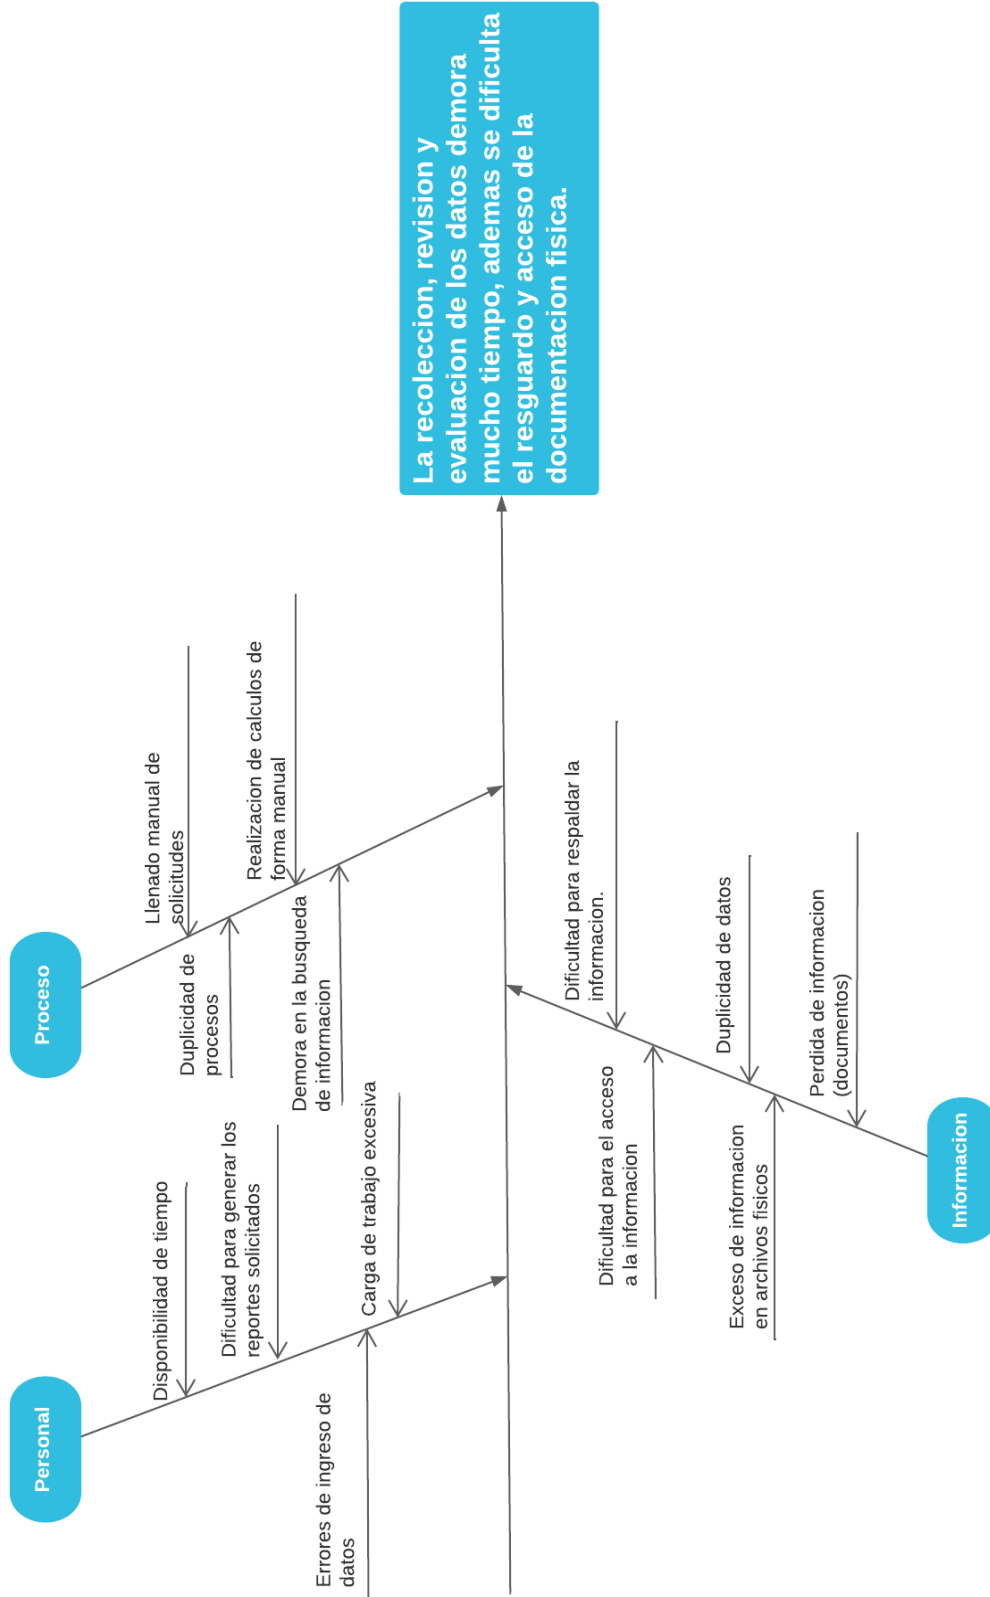 Personal
Proceso
Disponibilidad de tiempo
Dificultad para generar los
reportes solicitados
Errores de ingreso de
datos
Carga de trabajo excesiva
Llenado manual de
solicitudes
Duplicidad de
procesos
Realizacion de calculos de
forma manual
Demora en la busqueda
de informacion
La recoleccion, revision y
evaluacion de los datos demora
mucho tiempo, ademas se dificulta
el resguardo y acceso de la
documentacion fisica.
Dificultad para respaldar la
informacion.
Dificultad para el acceso
a la informacion
Duplicidad de datos
Exceso de informacion
en archivos fisicos
Perdida de informacion
(documentos)
Informacion